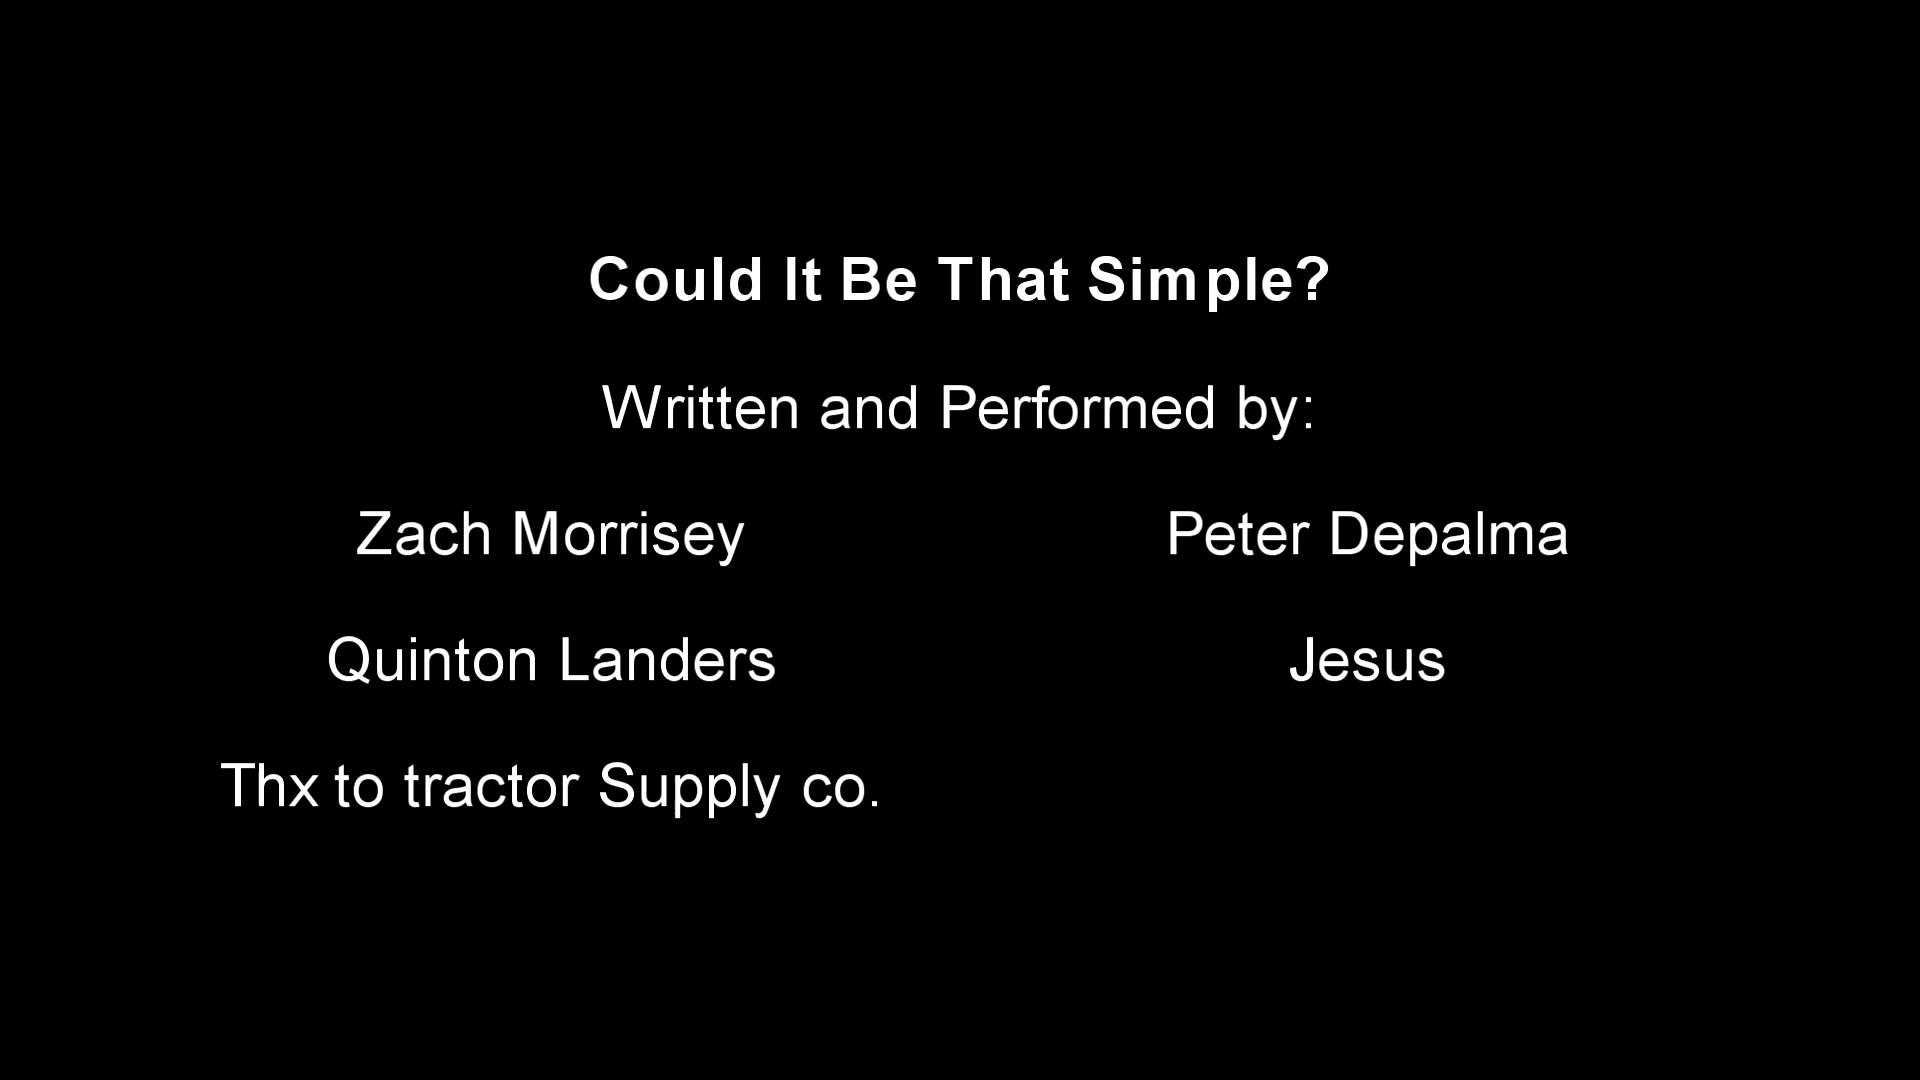 Could It Be That Simple?
Written and Performed by:
Zach Morrisey Peter Depalma
Quinton Landers Jesus
Thx to tractor Supply co.